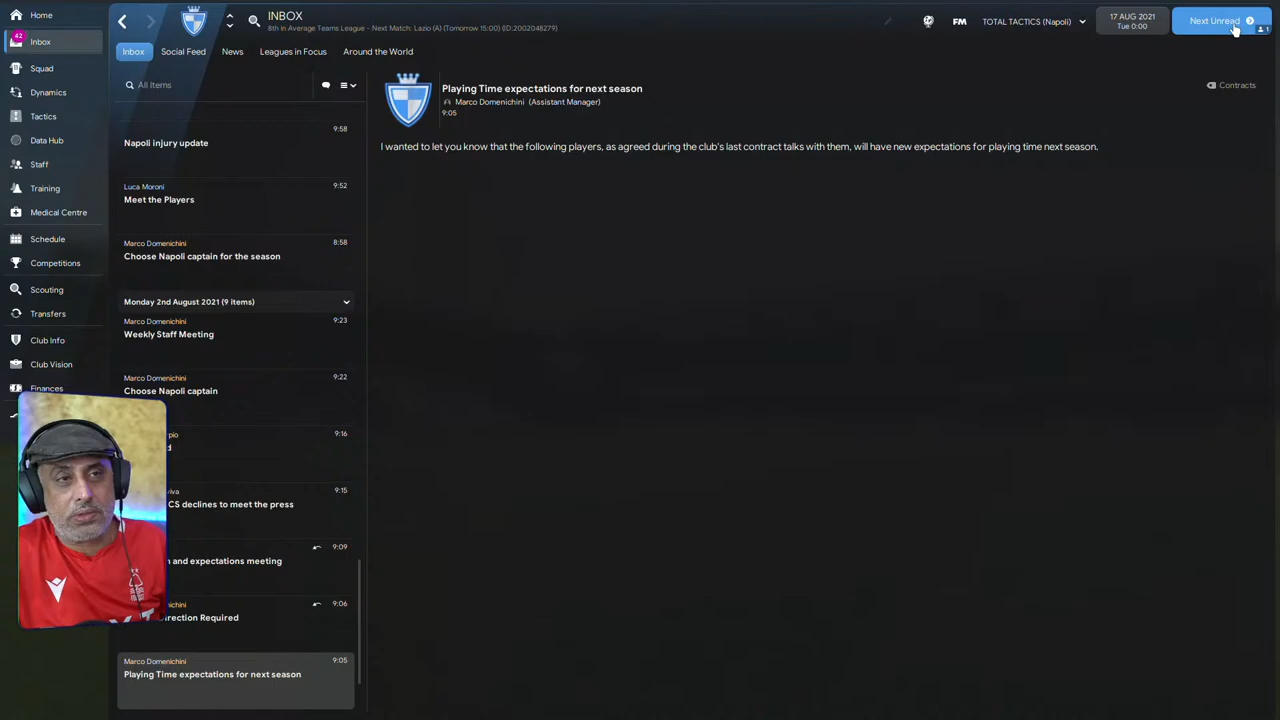 INBOX
8th in Average Teams League - Next Match: Lazio (A) (Tomorrow 15:00) (ID:2002048279)
FM
TOTAL TACTICS (Napoli)
17 AUG 2021
Tue 0:00
Next Unread
1
Home
42
Inbox
Squad
Dynamics
Tactics
Data Hub
Staff
Training
Medical Centre
Schedule
Competitions
Scouting
Transfers
Club Info
Club Vision
Finances
Inbox
Social Feed
News
Leagues in Focus
Around the World
All Items
9:58
Napoli injury update
Luca Moroni
9:52
Meet the Players
Marco Domenichini
8:58
Choose Napoli captain for the season
Monday 2nd August 2021 (9 items)
Marco Domenichini
9:23
Weekly Staff Meeting
Marco Domenichini
9:22
Choose Napoli captain
9:16
9:15
CS declines to meet the press
9:09
and expectations meeting
9:06
Direction Required
Marco Domenichini
9:05
Playing Time expectations for next season
Playing Time expectations for next season
Marco Domenichini (Assistant Manager)
9:05
Contracts
I wanted to let you know that the following players, as agreed during the club's last contract talks with them, will have new expectations for playing time next season.